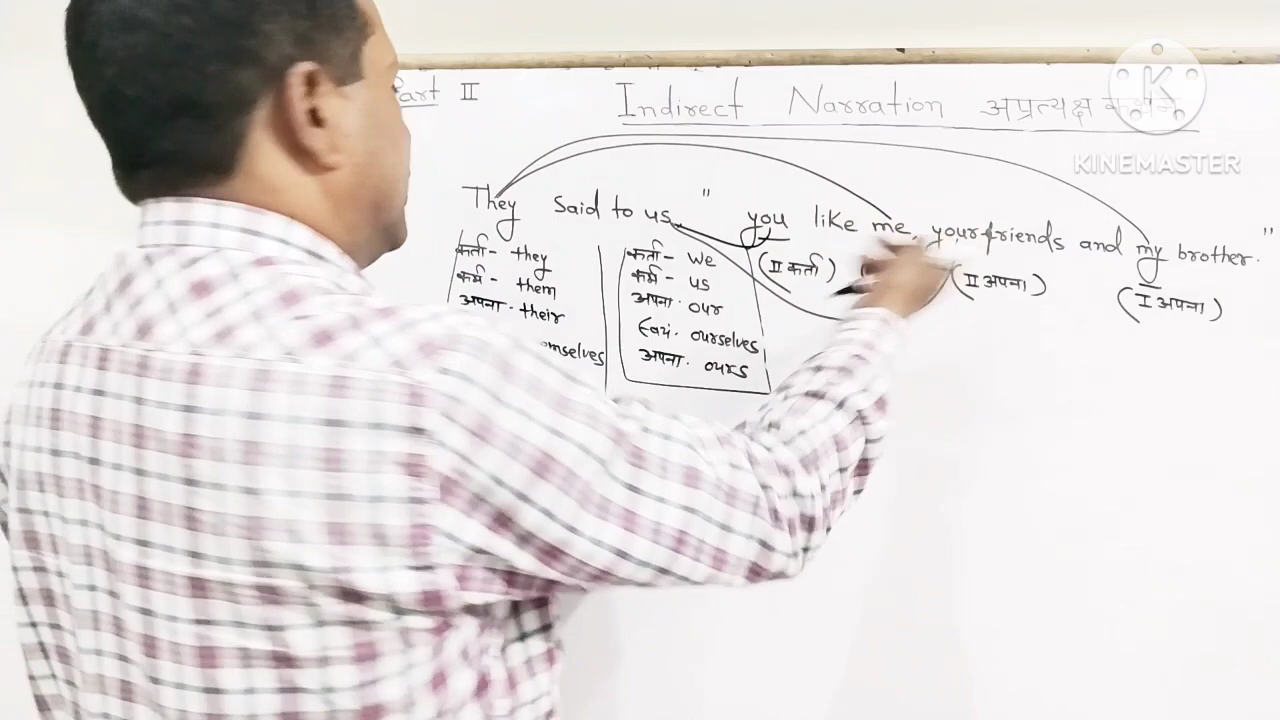 Part II
Indirect Narration अप्रत्यक्ष कथन
KINEMASTER
They said to us " you like me, your friends and my brother."
कर्ता - they
कर्म - them
अपना - their
emselves
कर्ता - we
कर्म - us
अपना - our
ourselves
अपना - ours
(II कर्ता)
(II अपना)
(I अपना)